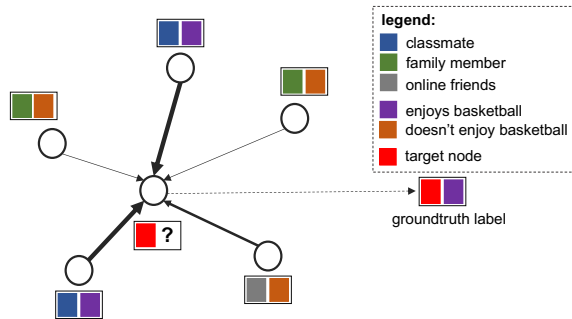 legend:
classmate
family member
online friends
enjoys basketball
doesn't enjoy basketball
target node
?
groundtruth label